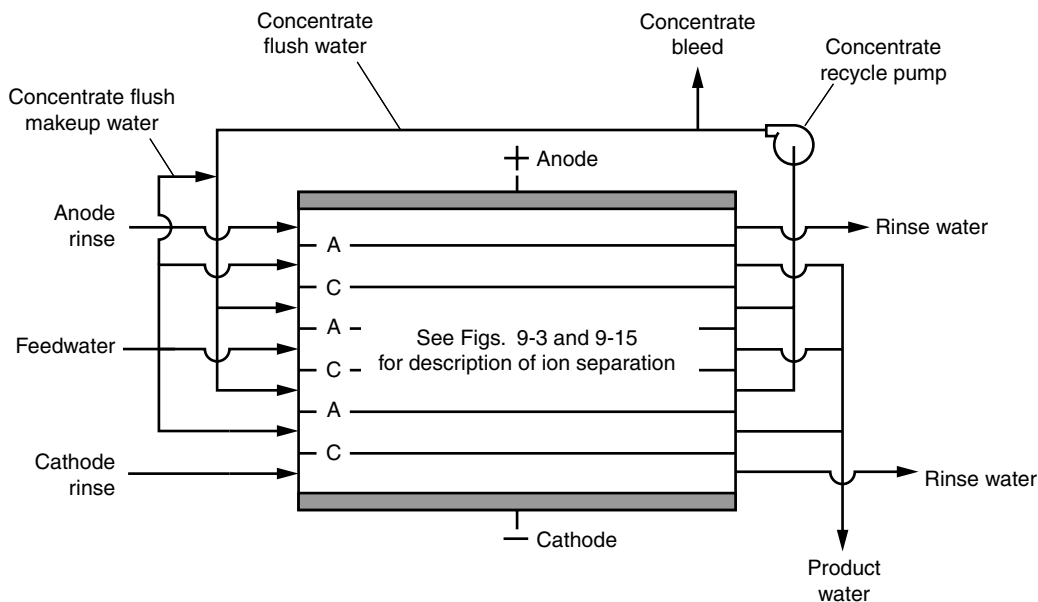 Concentrate
flush water
Concentrate
bleed
Concentrate
recycle pump
Concentrate flush
makeup water
+ Anode
Anode
rinse
Rinse water
A
C
A
See Figs. 9-3 and 9-15
for description of ion separation
Feedwater
C
A
C
Cathode
rinse
Rinse water
− Cathode
Product
water